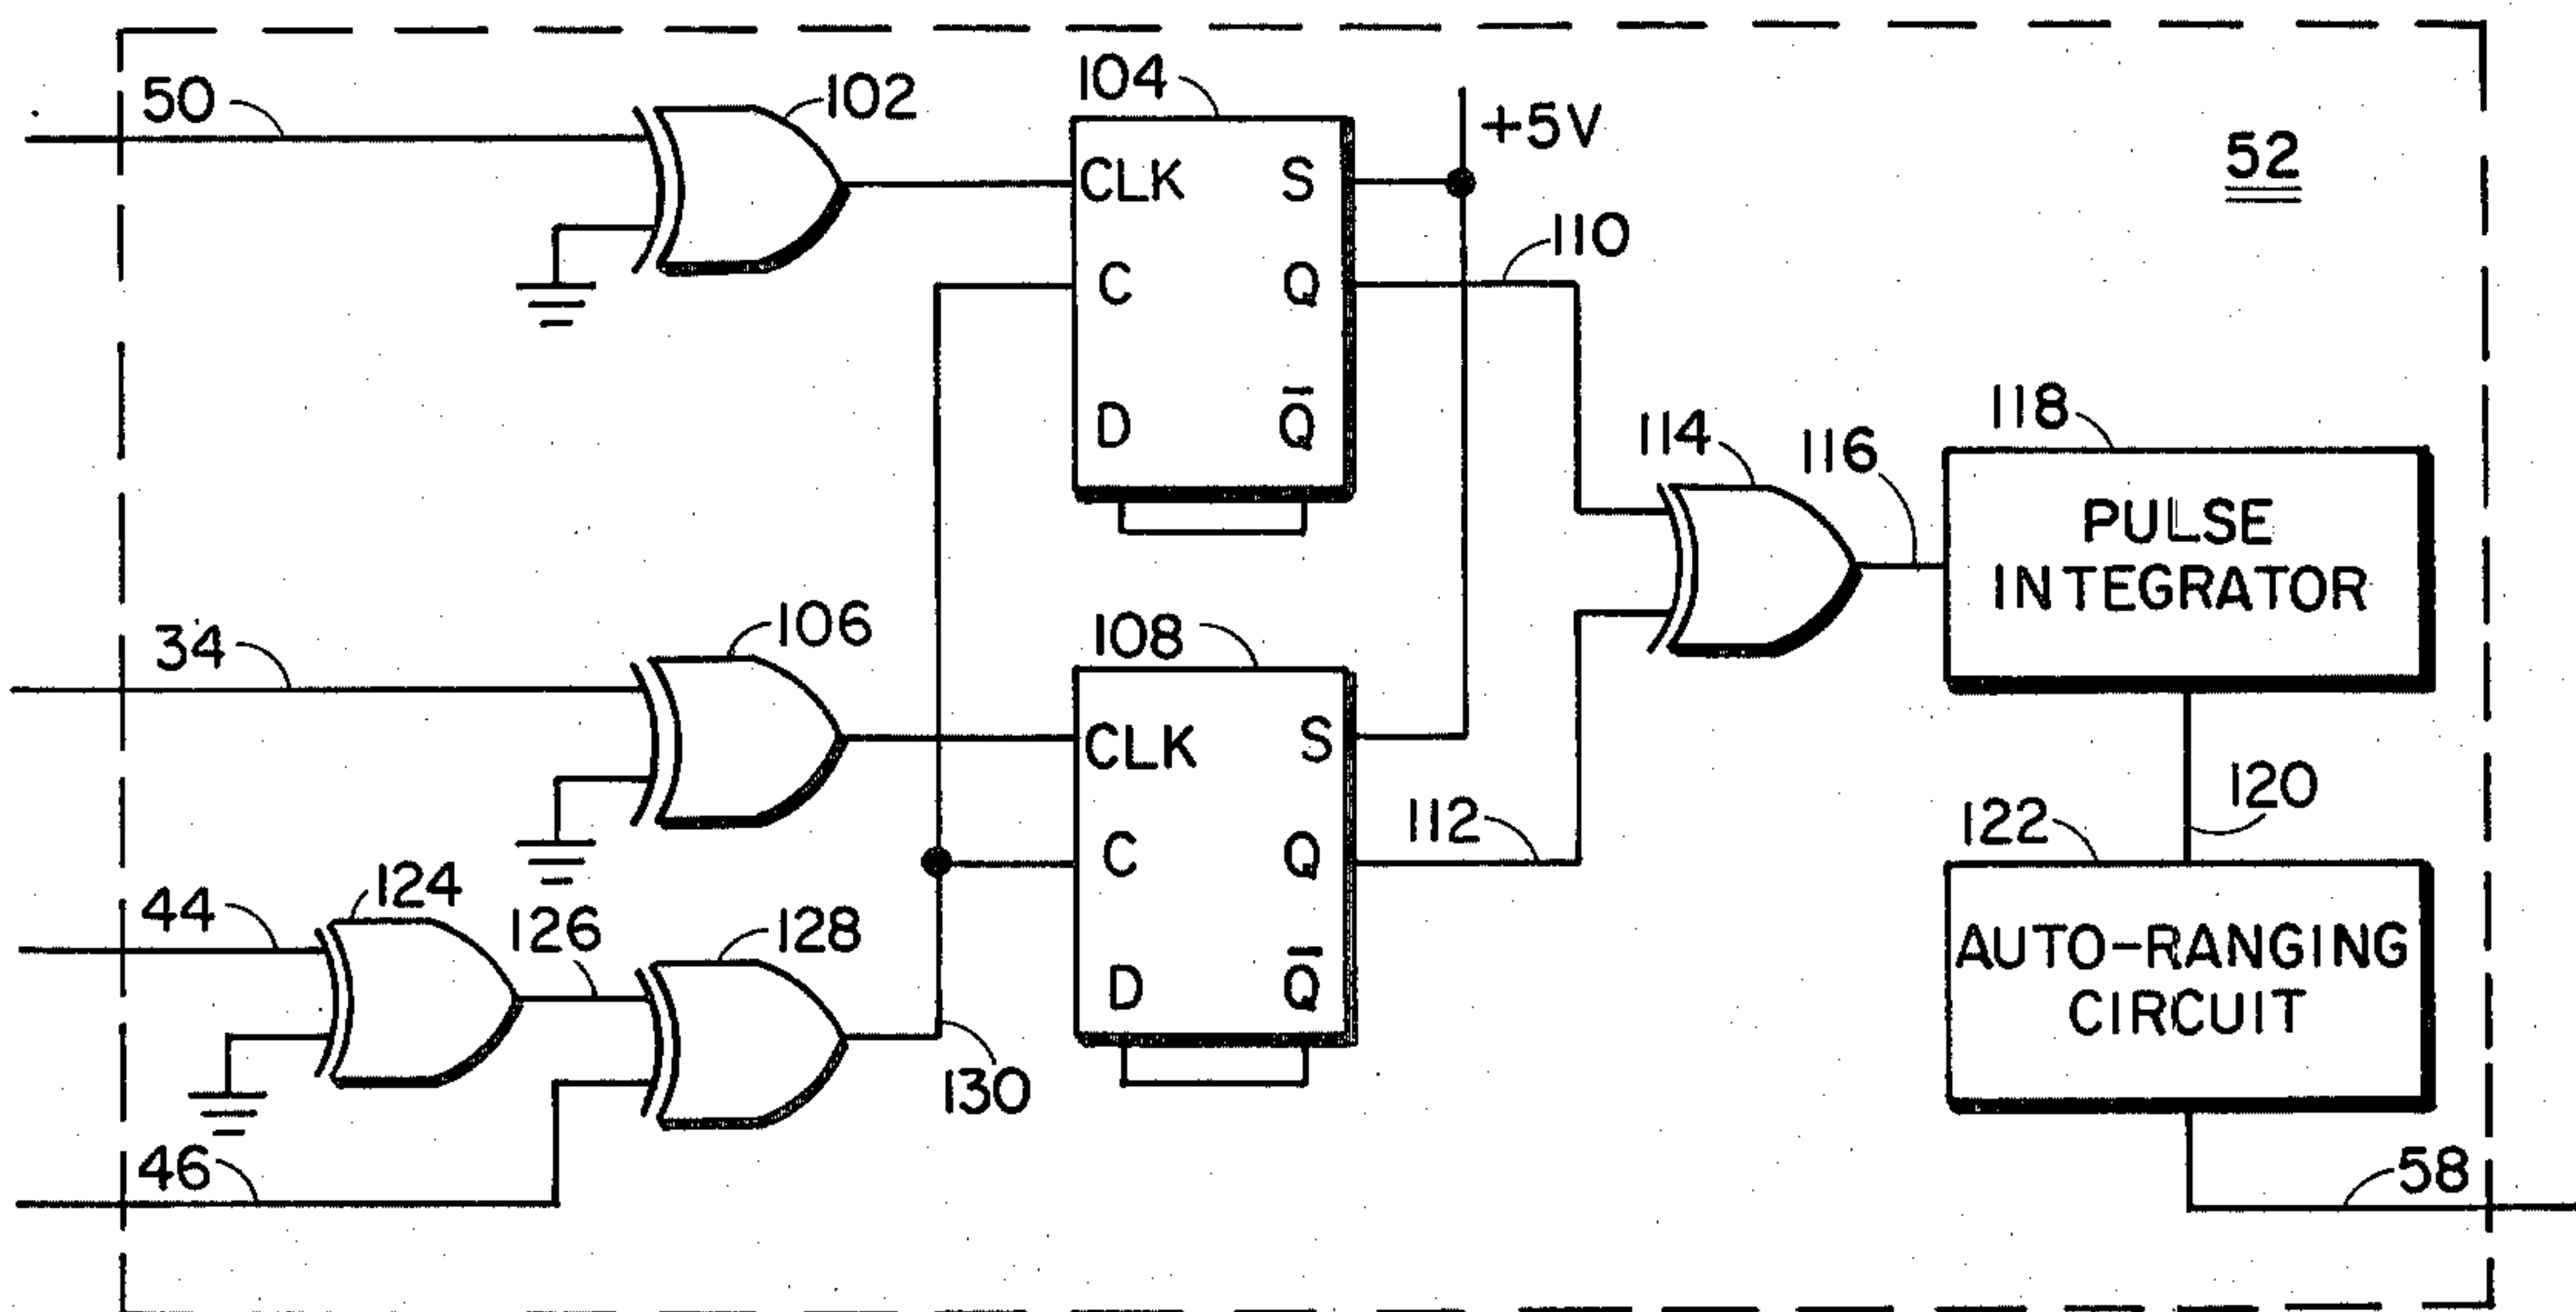 50
102
104
+5V
52
CLK
S
110
C
Q
D
Q̅
118
114
116
PULSE
INTEGRATOR
34
106
108
CLK
S
120
112
122
C
Q
44
124
126
128
AUTO-RANGING
CIRCUIT
D
Q̅
130
46
58